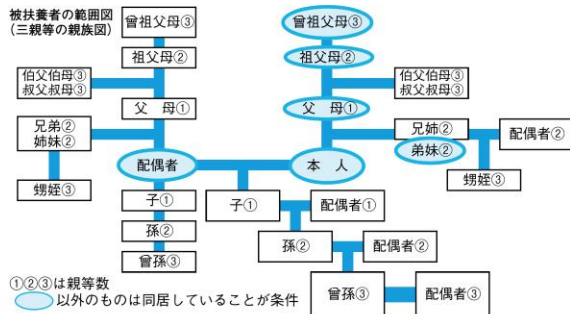 被扶養者の範囲図
（三親等の親族図）
曾祖父母③
曾祖父母③
祖父母②
祖父母②
伯父伯母③
叔父叔母③
伯父伯母③
叔父叔母③
父　母①
父　母①
兄弟②
姉妹②
兄姉②
弟妹②
配偶者②
配偶者
本　人
甥姪③
甥姪③
子①
子①
配偶者①
孫②
孫②
配偶者②
曾孫③
曾孫③
配偶者③
①②③は親等数
以外のものは同居していることが条件